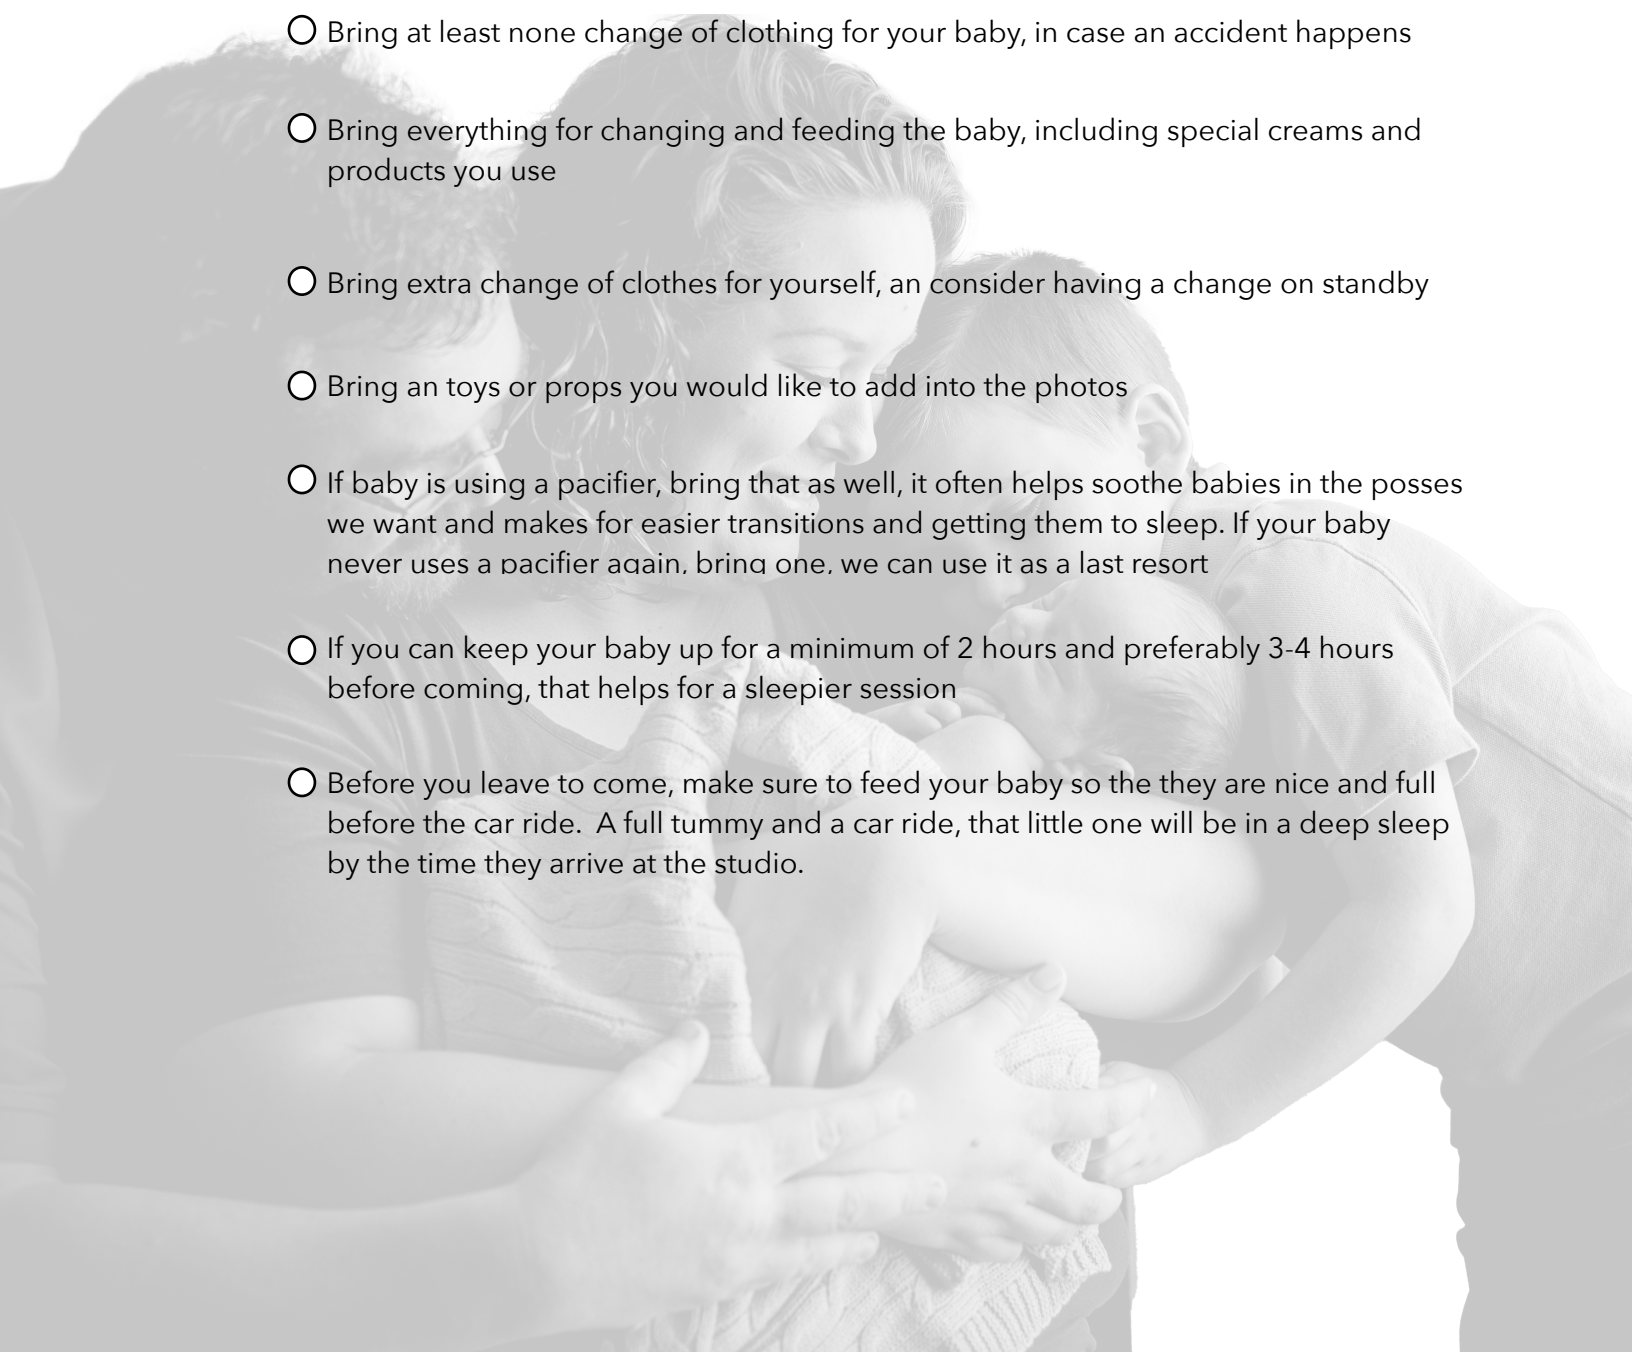 Bring at least none change of clothing for your baby, in case an accident happens
Bring everything for changing and feeding the baby, including special creams and
products you use
Bring extra change of clothes for yourself, an consider having a change on standby
Bring an toys or props you would like to add into the photos
If baby is using a pacifier, bring that as well, it often helps soothe babies in the posses
we want and makes for easier transitions and getting them to sleep. If your baby
never uses a pacifier again, bring one, we can use it as a last resort
If you can keep your baby up for a minimum of 2 hours and preferably 3-4 hours
before coming, that helps for a sleepier session
Before you leave to come, make sure to feed your baby so the they are nice and full
before the car ride.  A full tummy and a car ride, that little one will be in a deep sleep
by the time they arrive at the studio.